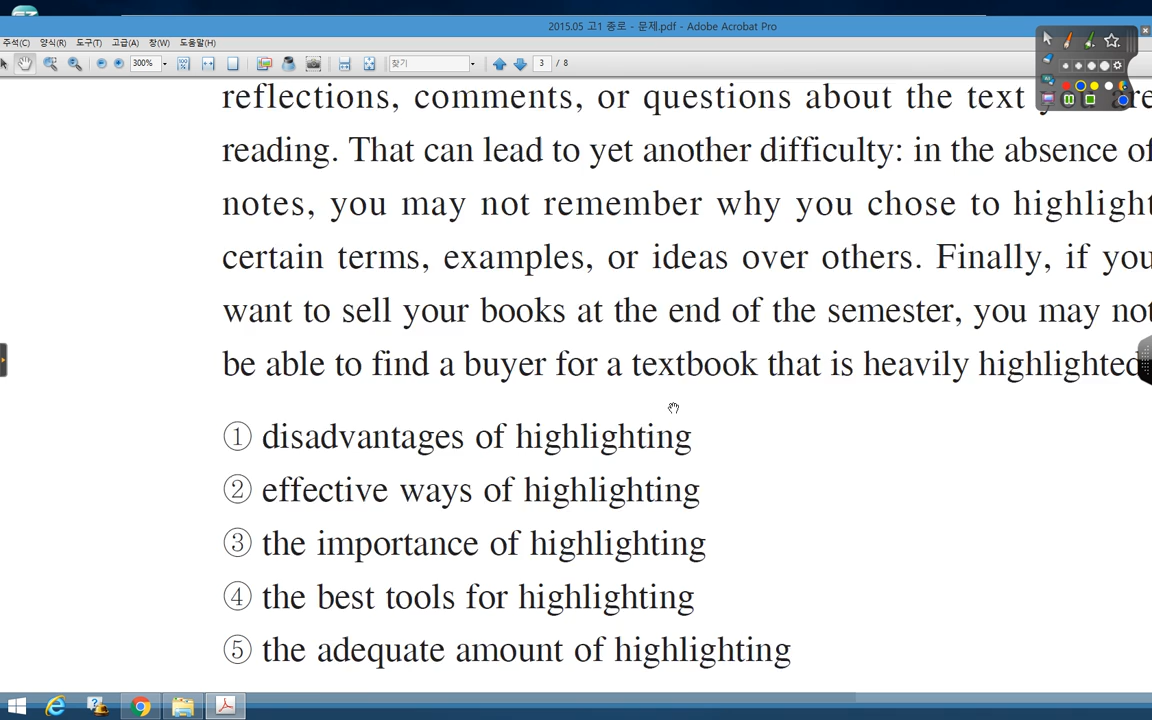 2015.05 고1 종로 - 문제.pdf - Adobe Acrobat Pro
주석(C) 양식(R) 도구(T) 고급(A) 창(W) 도움말(H)
300% 찾기 3 / 8
reflections, comments, or questions about the text you are
reading. That can lead to yet another difficulty: in the absence of
notes, you may not remember why you chose to highlight
certain terms, examples, or ideas over others. Finally, if you
want to sell your books at the end of the semester, you may not
be able to find a buyer for a textbook that is heavily highlighted
① disadvantages of highlighting
② effective ways of highlighting
③ the importance of highlighting
④ the best tools for highlighting
⑤ the adequate amount of highlighting